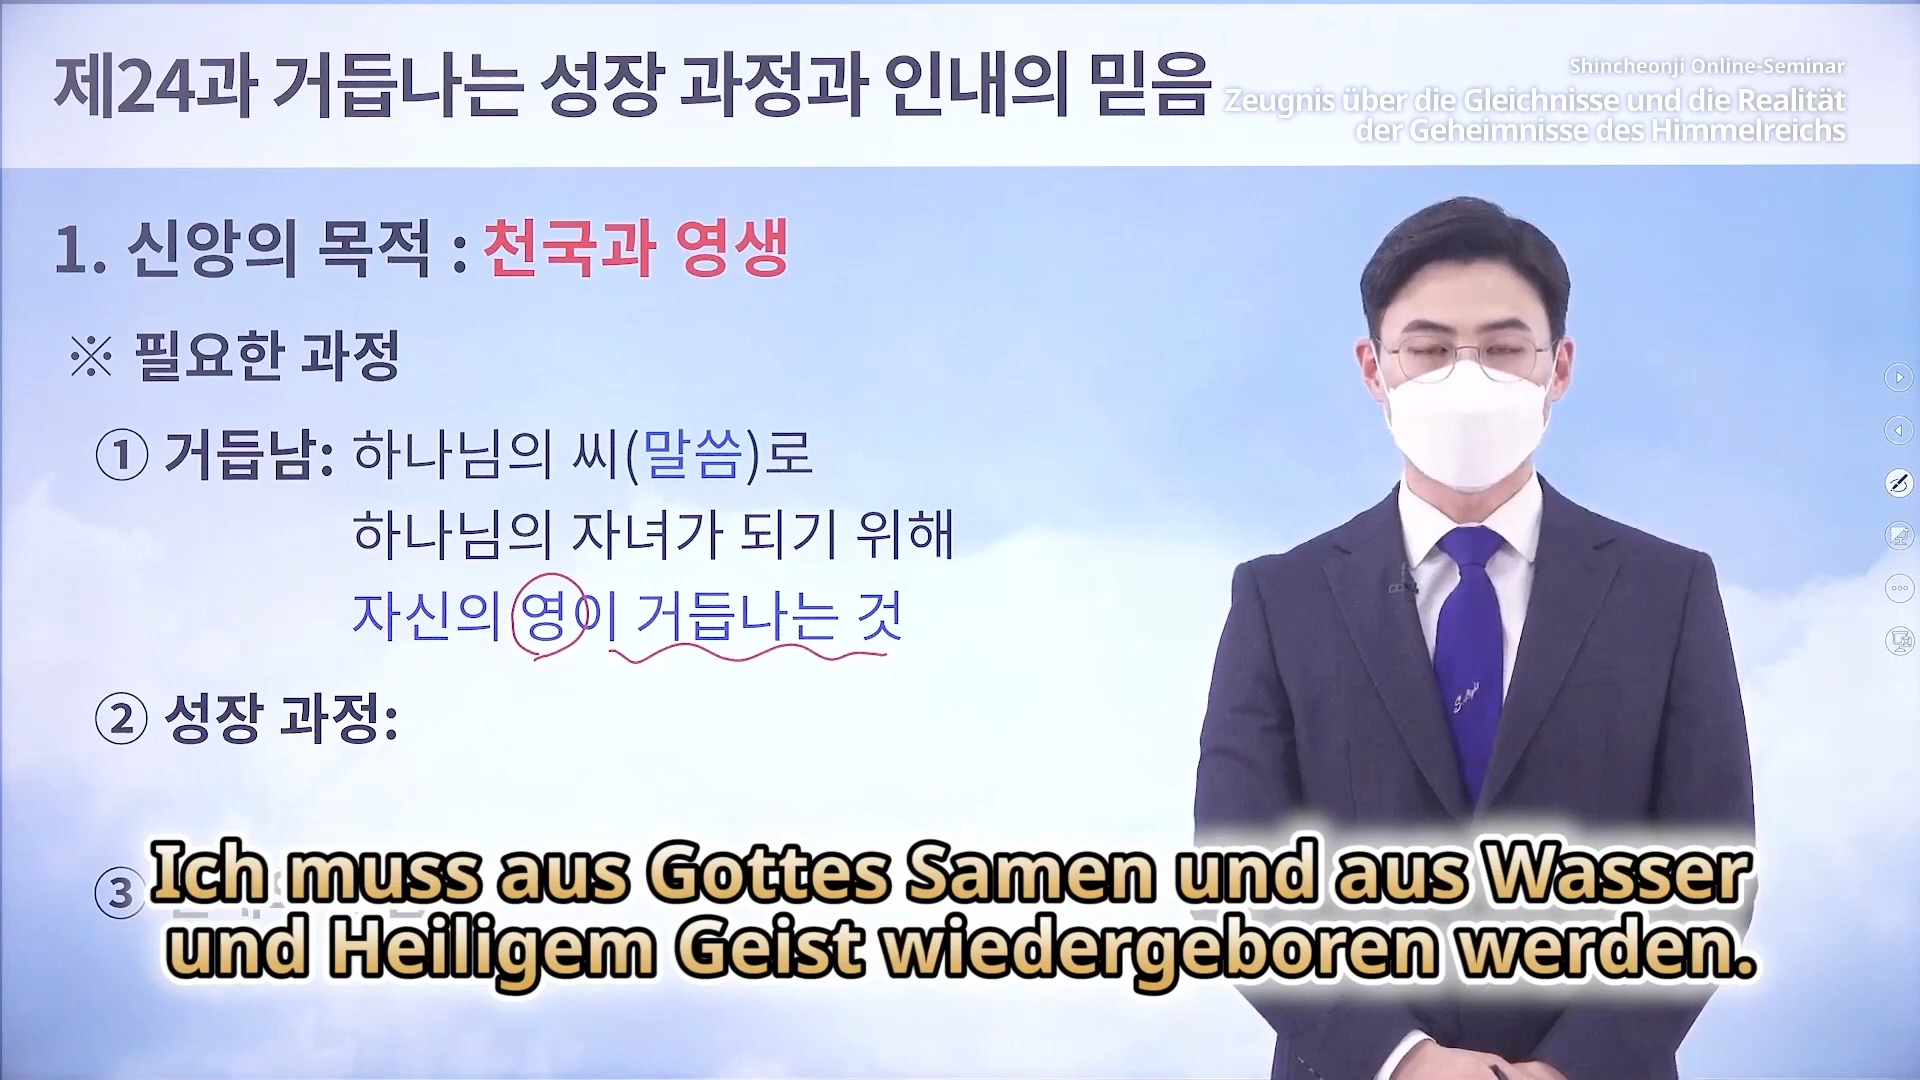 제24과 거듭나는 성장 과정과 인내의 믿음
Shincheonji Online-Seminar
Zeugnis über die Gleichnisse und die Realität
der Geheimnisse des Himmelreichs
1. 신앙의 목적 : 천국과 영생
※ 필요한 과정
① 거듭남: 하나님의 씨(말씀)로
하나님의 자녀가 되기 위해
자신의 영이 거듭나는 것
② 성장 과정:
③
Ich muss aus Gottes Samen und aus Wasser
und Heiligem Geist wiedergeboren werden.